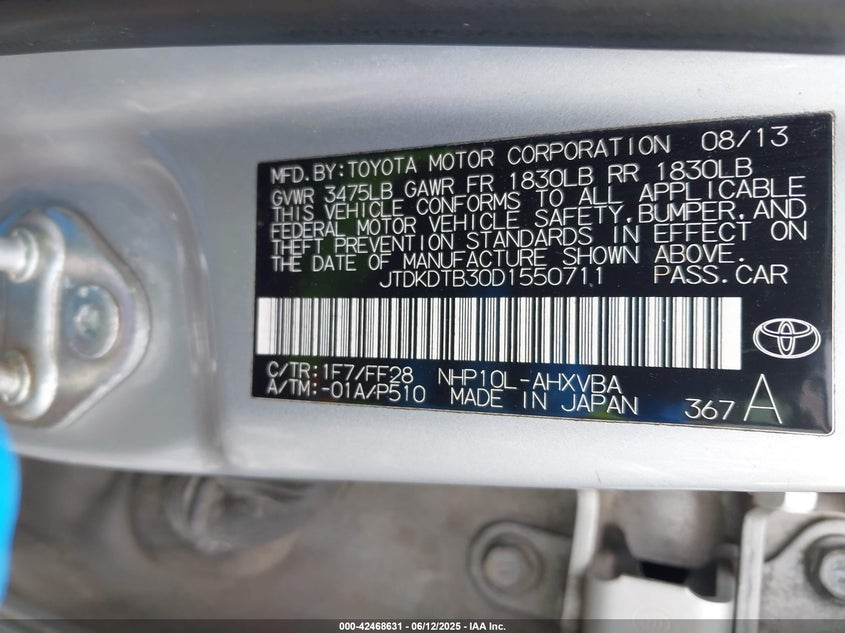 MFD.BY:TOYOTA MOTOR CORPORATION 08/13
GVWR 3475LB GAWR FR 1830LB RR 1830LB
THIS VEHICLE CONFORMS TO ALL APPLICABLE
FEDERAL MOTOR VEHICLE SAFETY,BUMPER,AND
THEFT PREVENTION STANDARDS IN EFFECT ON
THE DATE OF MANUFACTURE SHOWN ABOVE.
JTDKDTB30D1550711 PASS.CAR
C/TR:1F7/FF28 NHP10L-AHXVBA
A/TM:-01A/P510 MADE IN JAPAN 367 A
000-42468631 - 06/12/2025 - IAA Inc.